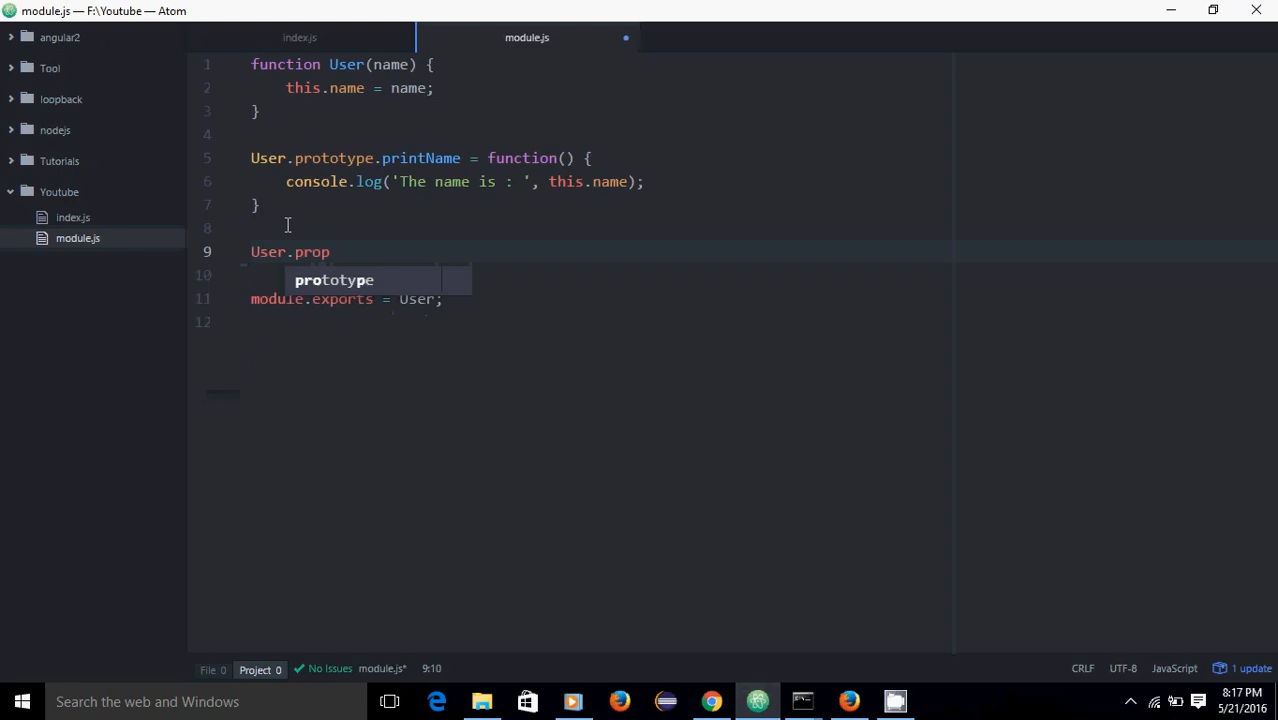 module.js — F:\Youtube — Atom
angular2
Tool
loopback
nodejs
Tutorials
Youtube
index.js
module.js
index.js
module.js
1 function User(name) {
2 this.name = name;
3 }
4
5 User.prototype.printName = function() {
6 console.log('The name is : ', this.name);
7 }
8
9 User.prop
prototype
10
11 module.exports = User;
12
File 0 Project 0 No Issues module.js* 9:10 CRLF UTF-8 JavaScript 1 update
Search the web and Windows
8:17 PM
5/21/2016